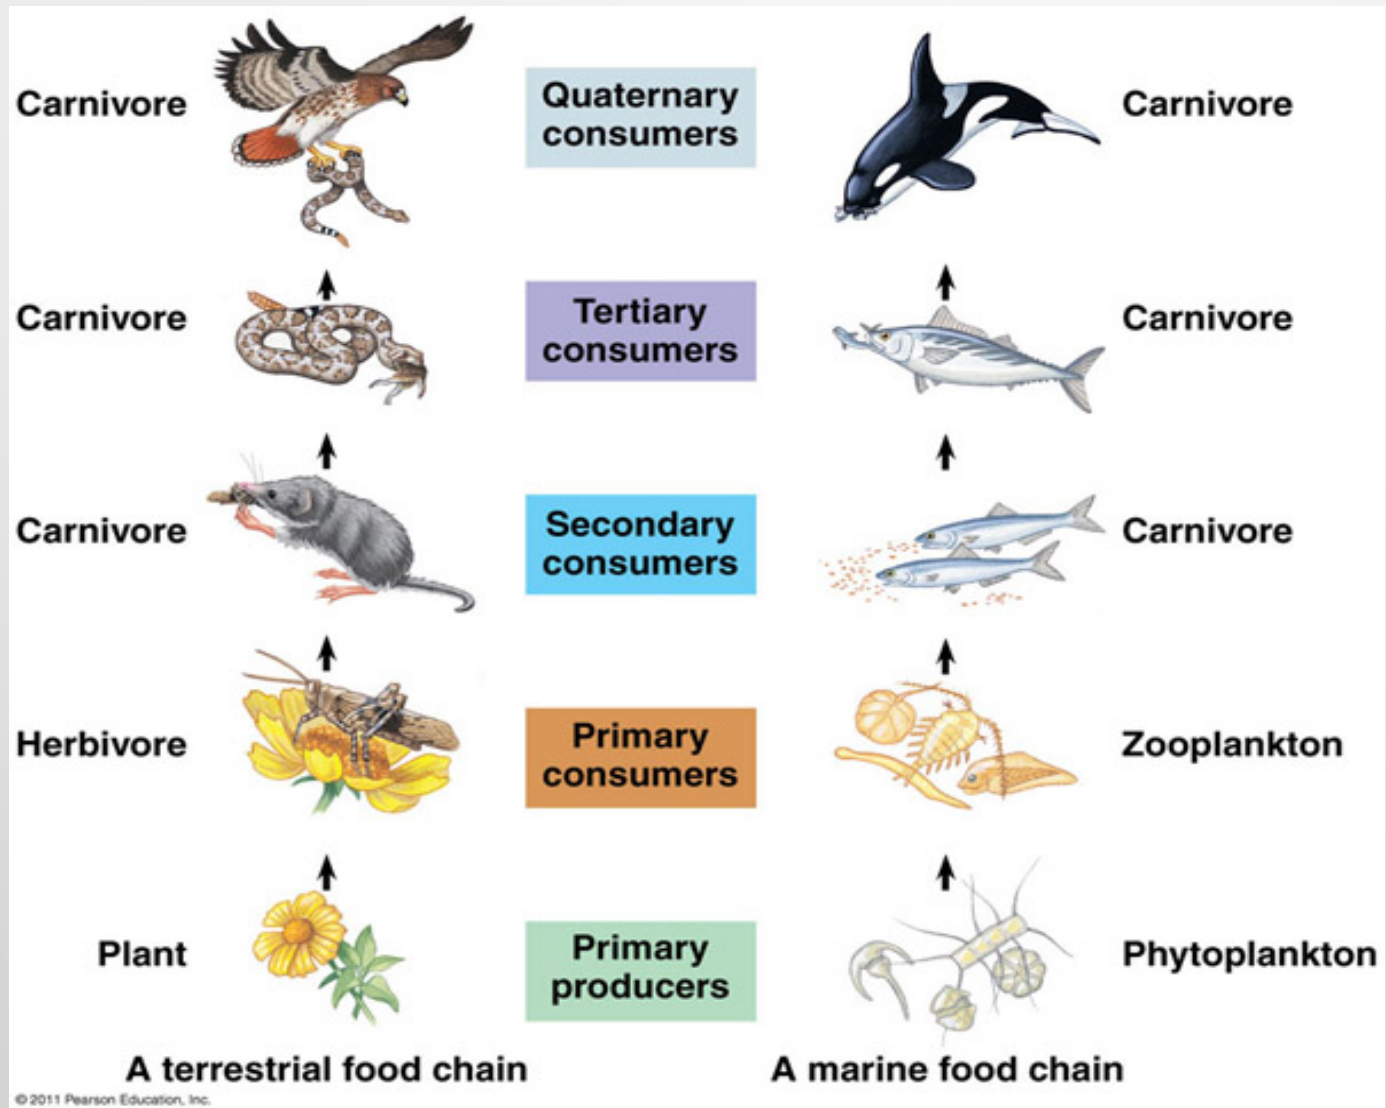 Carnivore
Quaternary
consumers
Carnivore
Carnivore
Tertiary
consumers
Carnivore
Carnivore
Secondary
consumers
Carnivore
Herbivore
Primary
consumers
Zooplankton
Plant
Primary
producers
Phytoplankton
A terrestrial food chain
A marine food chain
© 2011 Pearson Education, Inc.